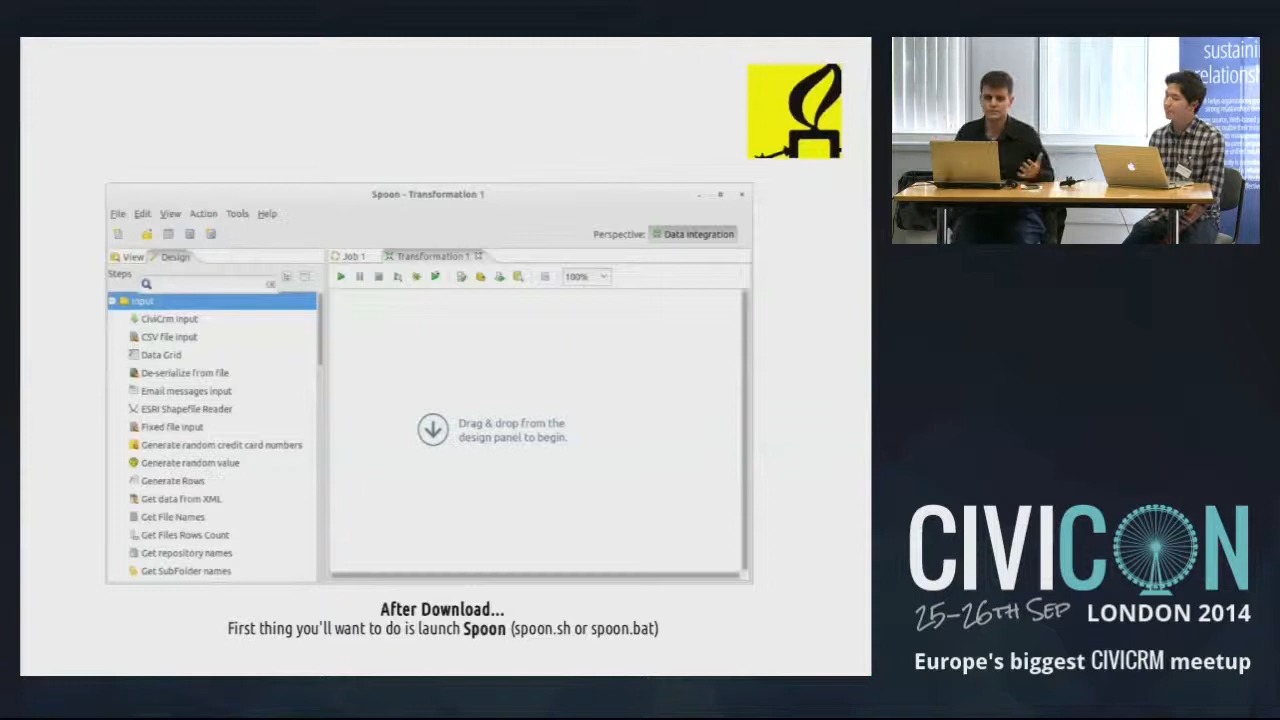 Spoon - Transformation 1
File Edit View Action Tools Help
Perspective: Data Integration
View Design
Job 1 Transformation 1
Steps
100%
Input
CiviCrm Input
CSV file input
Data Grid
De-serialize from file
Email messages input
ESRI Shapefile Reader
Fixed file input
Generate random credit card numbers
Generate random value
Generate Rows
Get data from XML
Get File Names
Get Files Rows Count
Get repository names
Get SubFolder names
Drag & drop from the
design panel to begin.
After Download...
First thing you'll want to do is launch Spoon (spoon.sh or spoon.bat)
sustaini
relations
CIVICON
25-26TH SEP LONDON 2014
Europe's biggest CIVICRM meetup